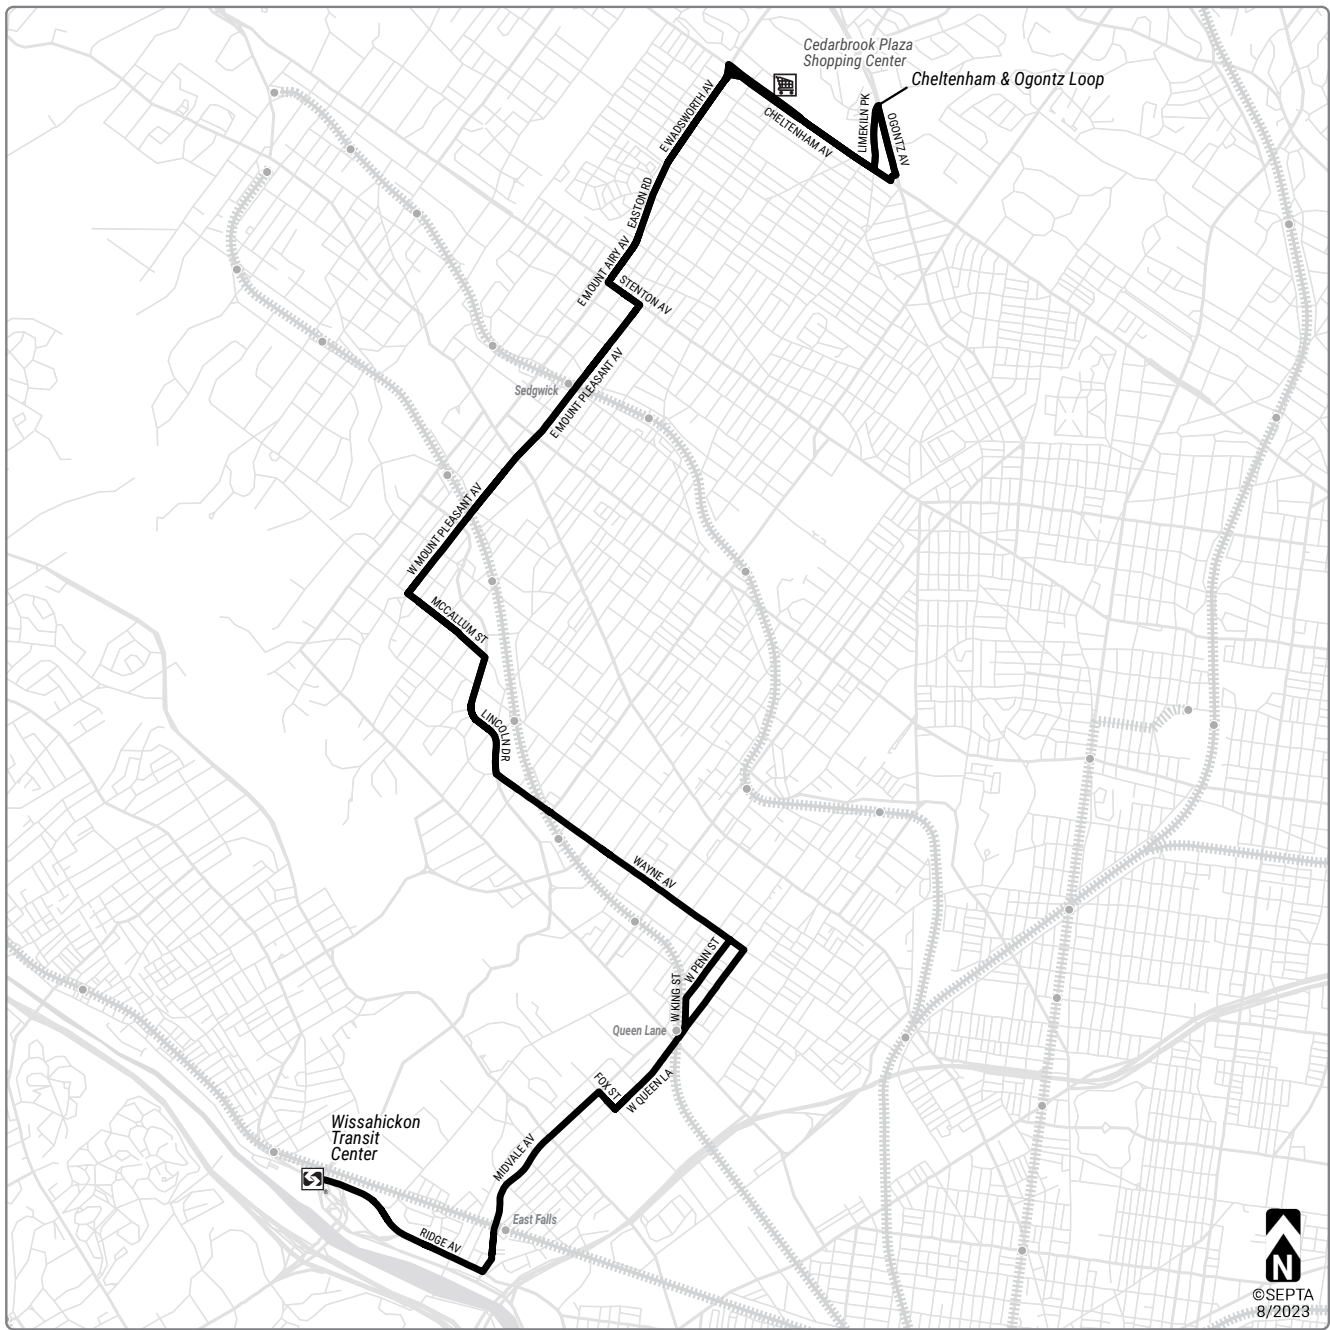 Cedarbrook Plaza
Shopping Center
Cheltenham & Ogontz Loop
E WADSWORTH AV
CHELTENHAM AV
LIMEKILN PK
OGONTZ AV
EASTON RD
E MOUNT AIRY AV
STENTON AV
E MOUNT PLEASANT AV
Sedgwick
W MOUNT PLEASANT AV
MCCALLUM ST
LINCOLN DR
WAYNE AV
W PENN ST
W KING ST
Queen Lane
FOX ST
W QUEEN LA
MIDVALE AV
Wissahickon
Transit
Center
East Falls
RIDGE AV
N
©SEPTA
8/2023